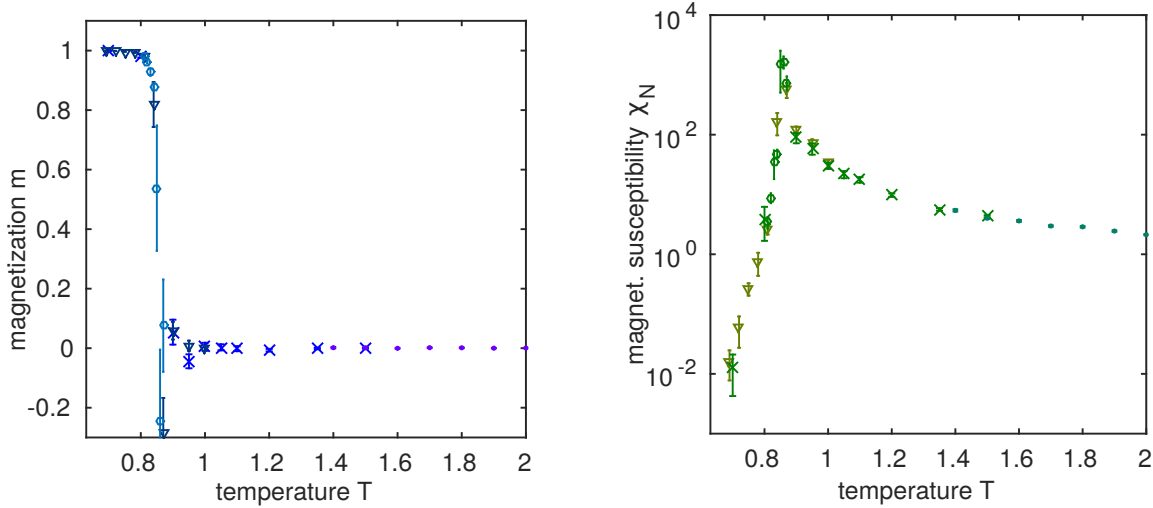 1
0.8
0.6
0.4
0.2
0
-0.2
magnetization m
0.8 1 1.2 1.4 1.6 1.8 2
temperature T
10^4
10^2
10^0
10^-2
magnet. susceptibility χ_N
0.8 1 1.2 1.4 1.6 1.8 2
temperature T